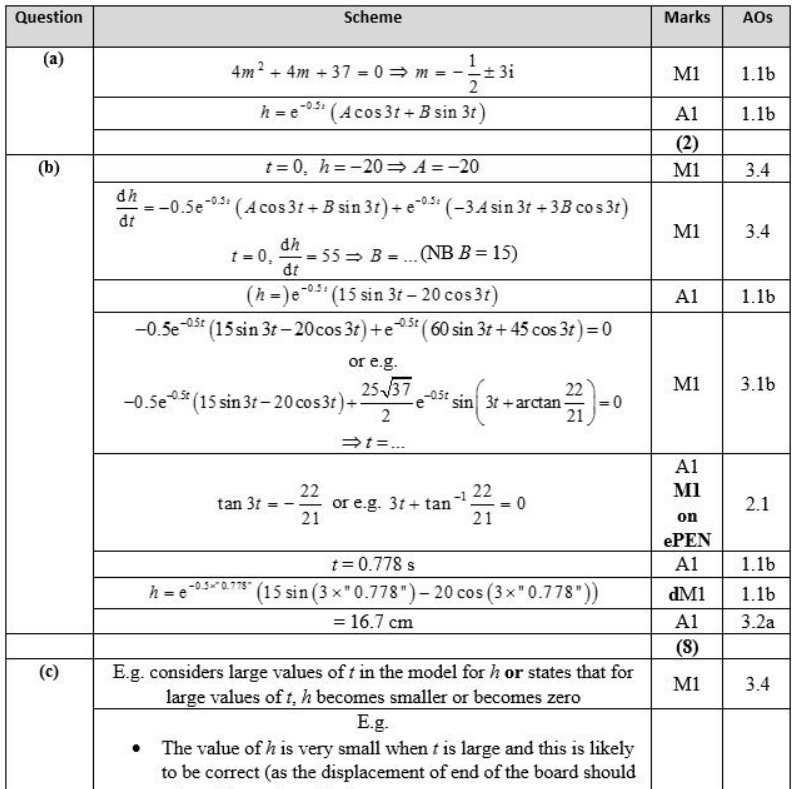 Question Scheme Marks AOs
(a) 4m² + 4m + 37 = 0 ⇒ m = −1/2 ± 3i M1 1.1b
h = e^(−0.5t) (A cos 3t + B sin 3t) A1 1.1b
(2)
(b) t = 0, h = −20 ⇒ A = −20 M1 3.4
dh/dt = −0.5e^(−0.5t) (A cos 3t + B sin 3t) + e^(−0.5t) (−3A sin 3t + 3B cos 3t)
t = 0, dh/dt = 55 ⇒ B = ... (NB B = 15) M1 3.4
(h =) e^(−0.5t) (15 sin 3t − 20 cos 3t) A1 1.1b
−0.5e^(−0.5t) (15 sin 3t − 20 cos 3t) + e^(−0.5t) (60 sin 3t + 45 cos 3t) = 0
or e.g.
−0.5e^(−0.5t) (15 sin 3t − 20 cos 3t) + 25√37/2 e^(−0.5t) sin(3t + arctan 22/21) = 0 M1 3.1b
⇒ t = ...
tan 3t = −22/21 or e.g. 3t + tan⁻¹ 22/21 = 0 A1 M1 on ePEN 2.1
t = 0.778 s A1 1.1b
h = e^(−0.5×"0.778") (15 sin (3 × "0.778") − 20 cos (3 × "0.778")) dM1 1.1b
= 16.7 cm A1 3.2a
(8)
(c) E.g. considers large values of t in the model for h or states that for
large values of t, h becomes smaller or becomes zero M1 3.4
E.g.
• The value of h is very small when t is large and this is likely
to be correct (as the displacement of end of the board should